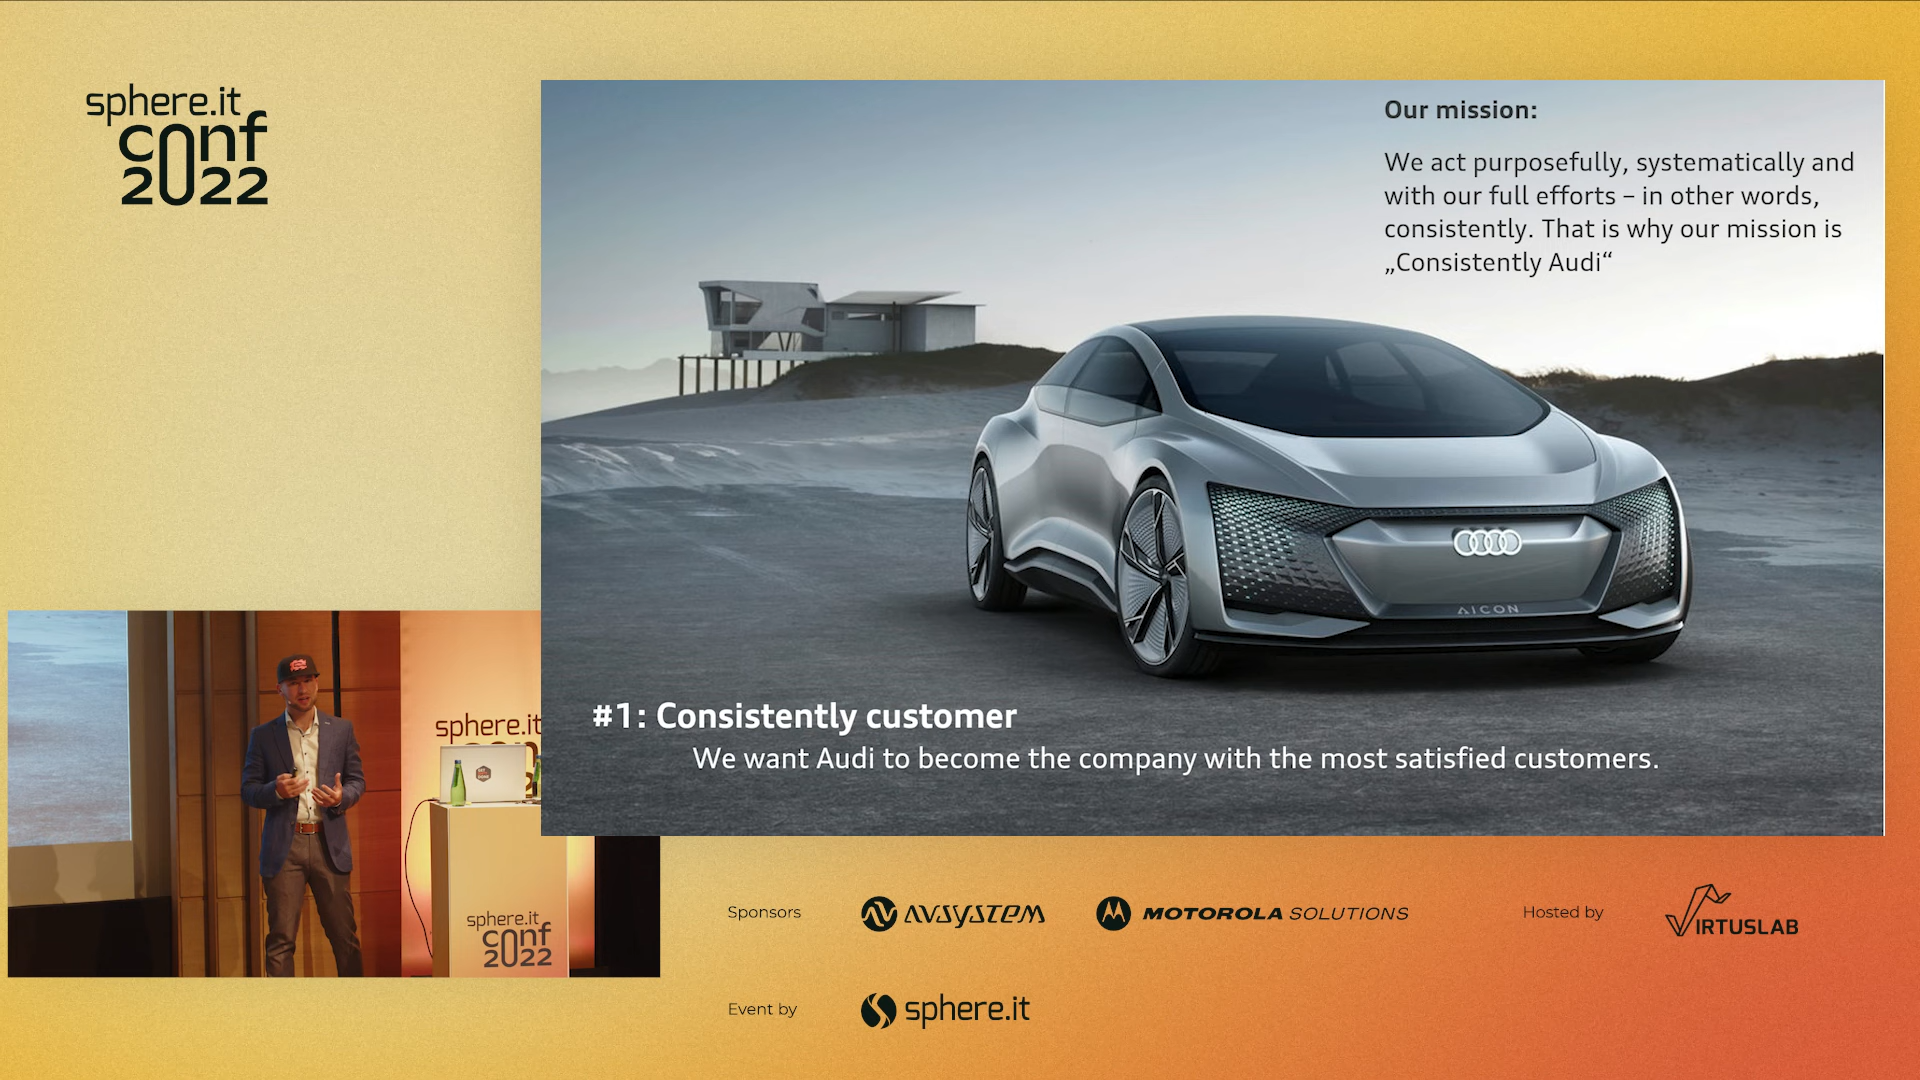 sphere.it
conf
2022
Our mission:
We act purposefully, systematically and
with our full efforts – in other words,
consistently. That is why our mission is
„Consistently Audi“
AICON
#1: Consistently customer
We want Audi to become the company with the most satisfied customers.
sphere.it
sphere.it
conf
2022
Sponsors
AVSYSTEM
MOTOROLA SOLUTIONS
Hosted by
VIRTUSLAB
Event by
sphere.it